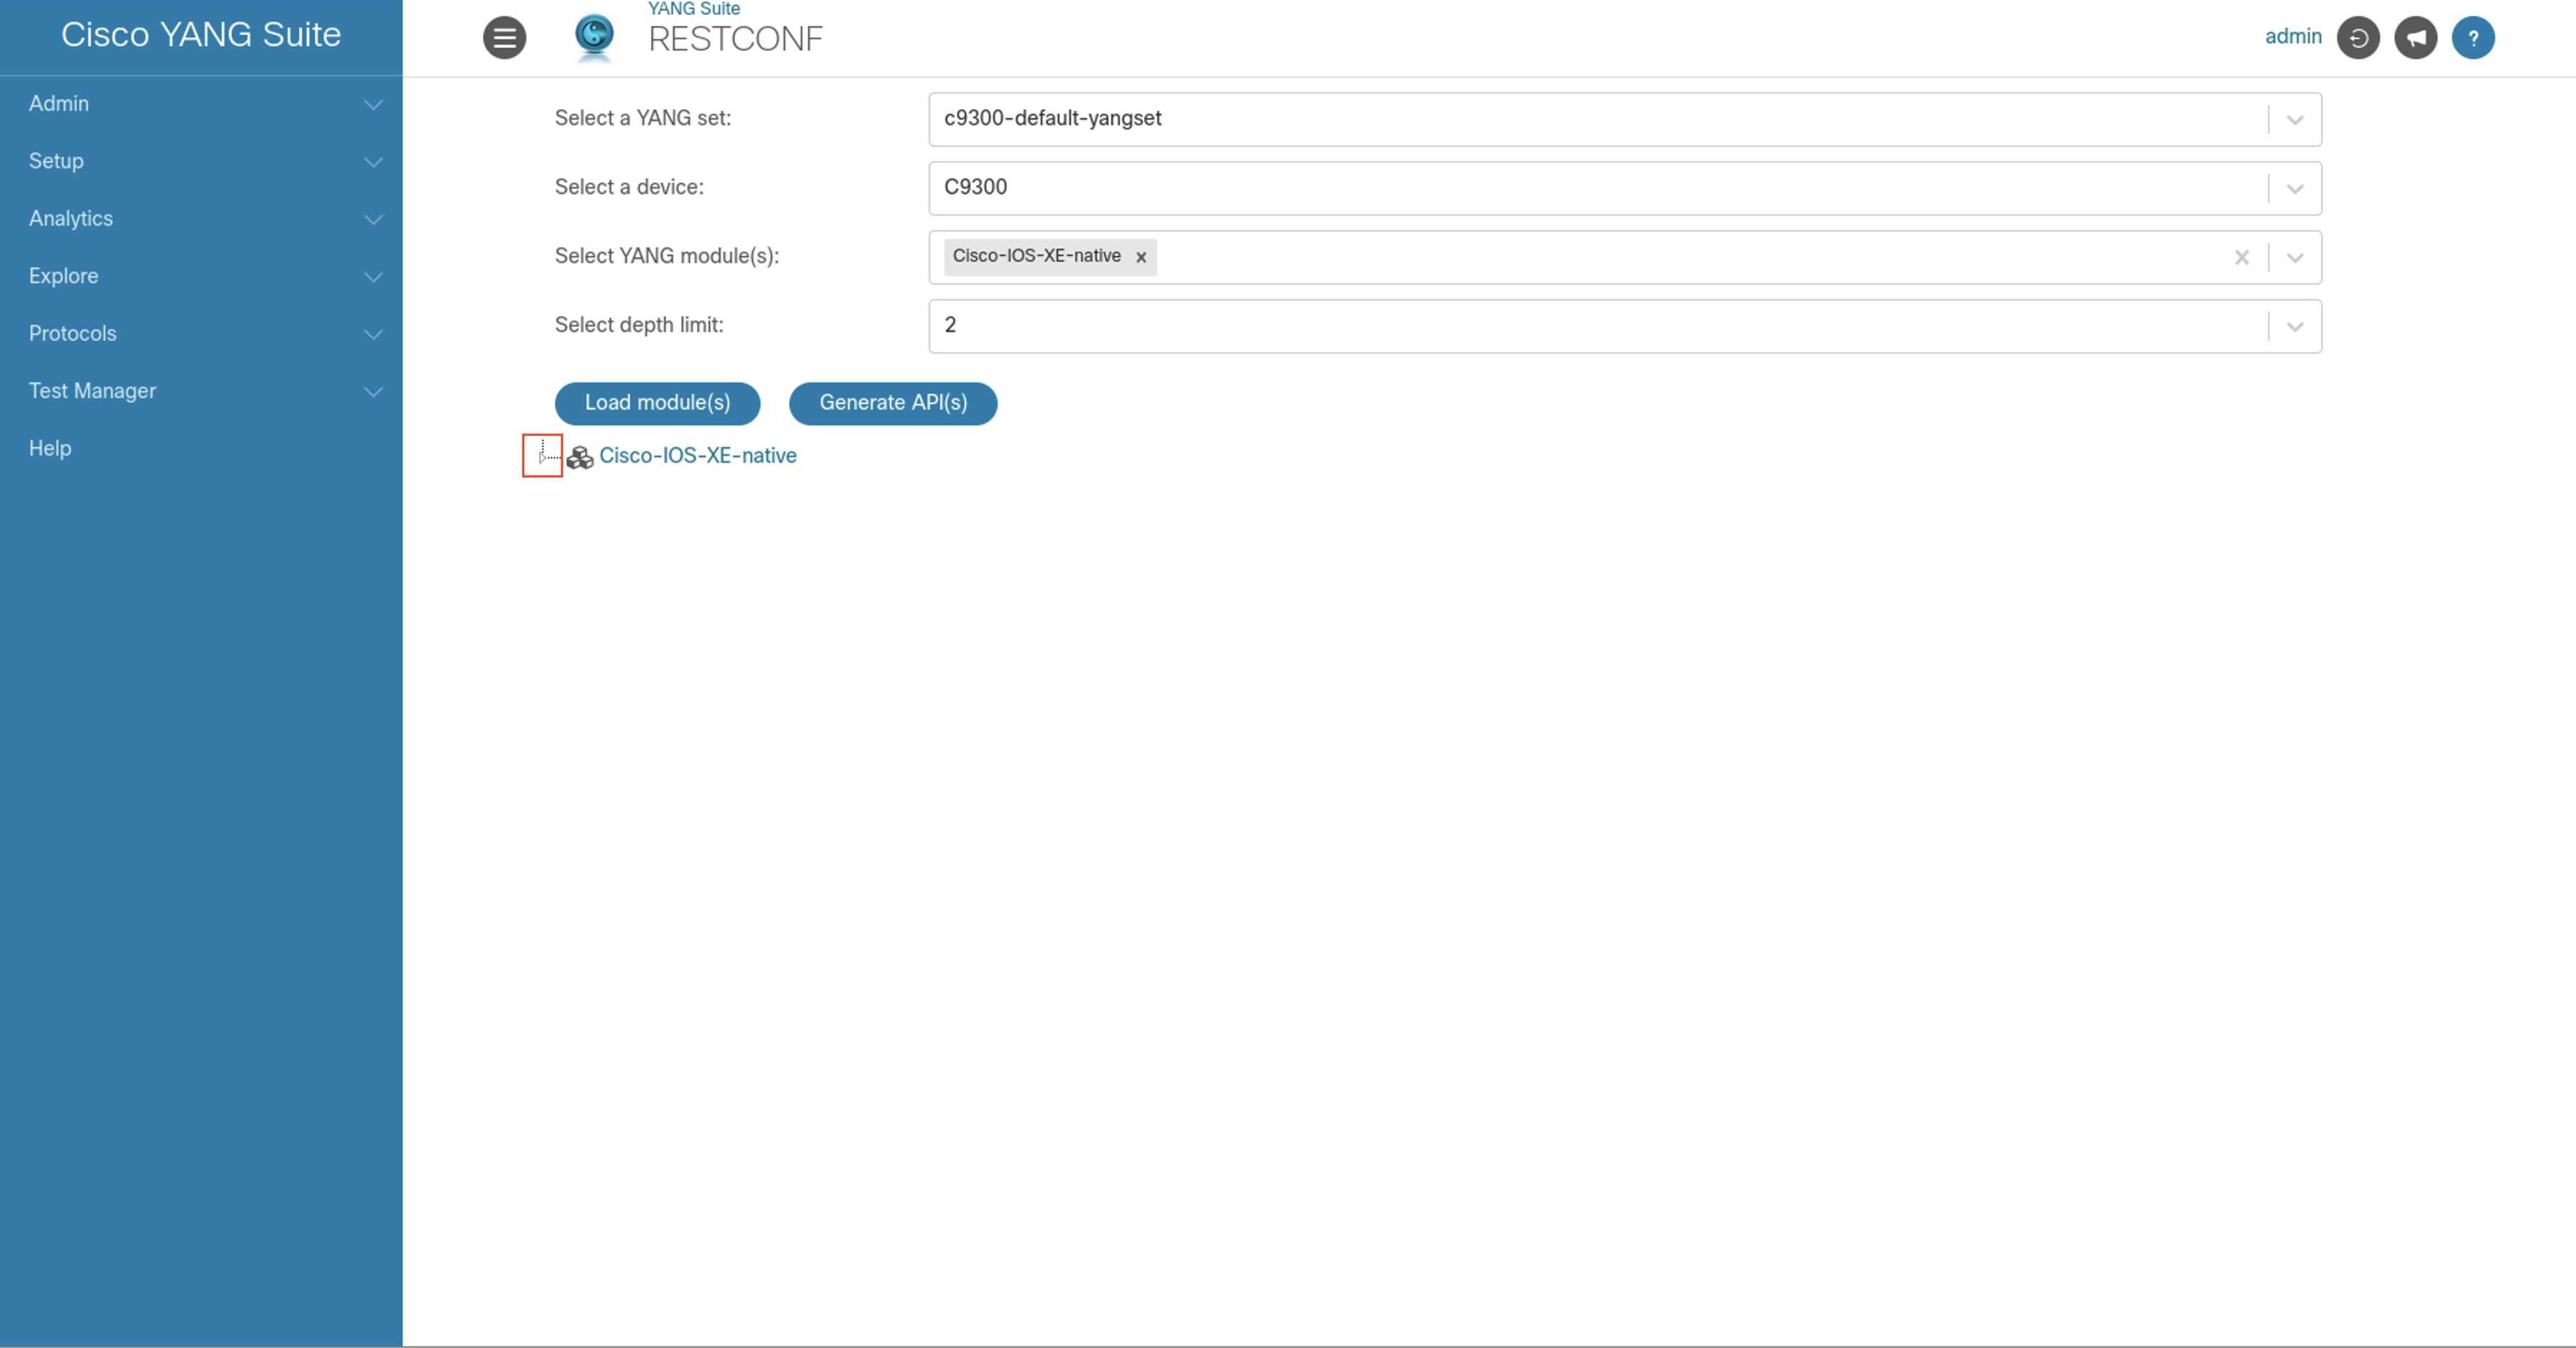 Cisco YANG Suite
Admin
Setup
Analytics
Explore
Protocols
Test Manager
Help
YANG Suite
RESTCONF
admin
?
Select a YANG set:
c9300-default-yangset
Select a device:
C9300
Select YANG module(s):
Cisco-IOS-XE-native x
Select depth limit:
2
Load module(s)
Generate API(s)
Cisco-IOS-XE-native